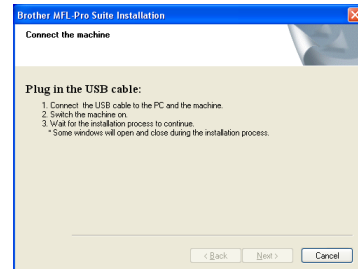 Brother MFL-Pro Suite Installation
Connect the machine
Plug in the USB cable:
1. Connect the USB cable to the PC and the machine.
2. Switch the machine on.
3. Wait for the installation process to continue.
* Some windows will open and close during the installation process.
< Back Next > Cancel